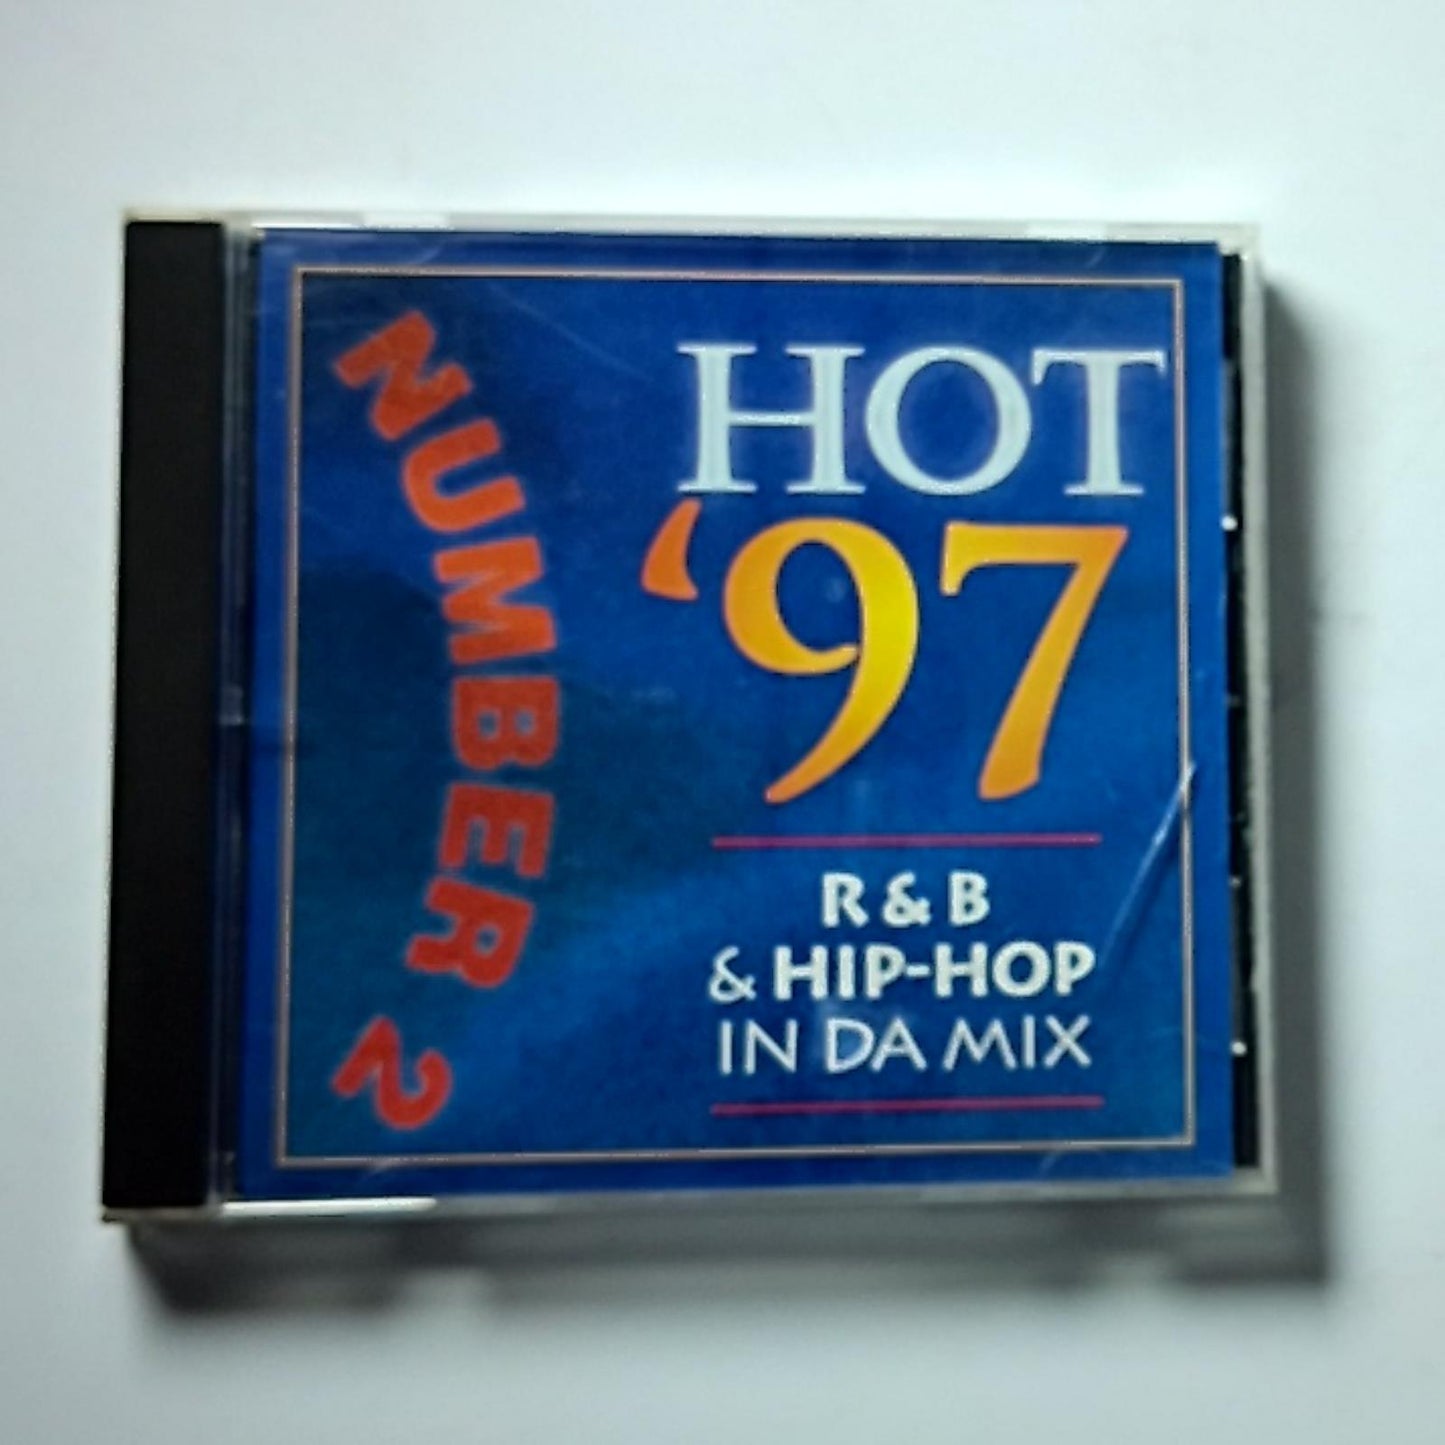 NUMBER 2
HOT
‘97
R & B
& HIP-HOP
IN DA MIX